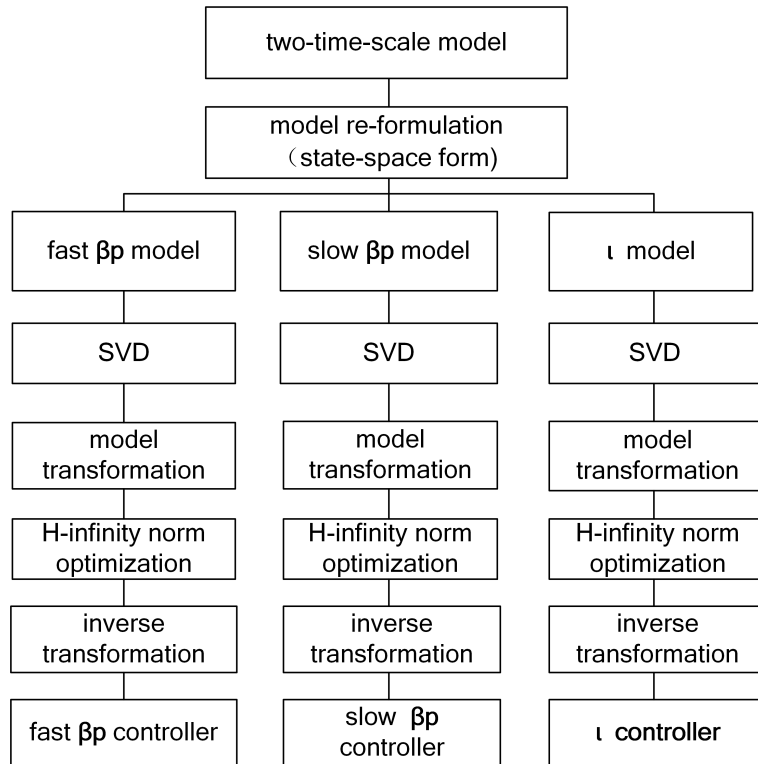 two-time-scale model
model re-formulation
（state-space form)
fast βp model
slow βp model
ι model
SVD
SVD
SVD
model
transformation
model
transformation
model
transformation
H-infinity norm
optimization
H-infinity norm
optimization
H-infinity norm
optimization
inverse
transformation
inverse
transformation
inverse
transformation
fast βp controller
slow βp
controller
ι controller